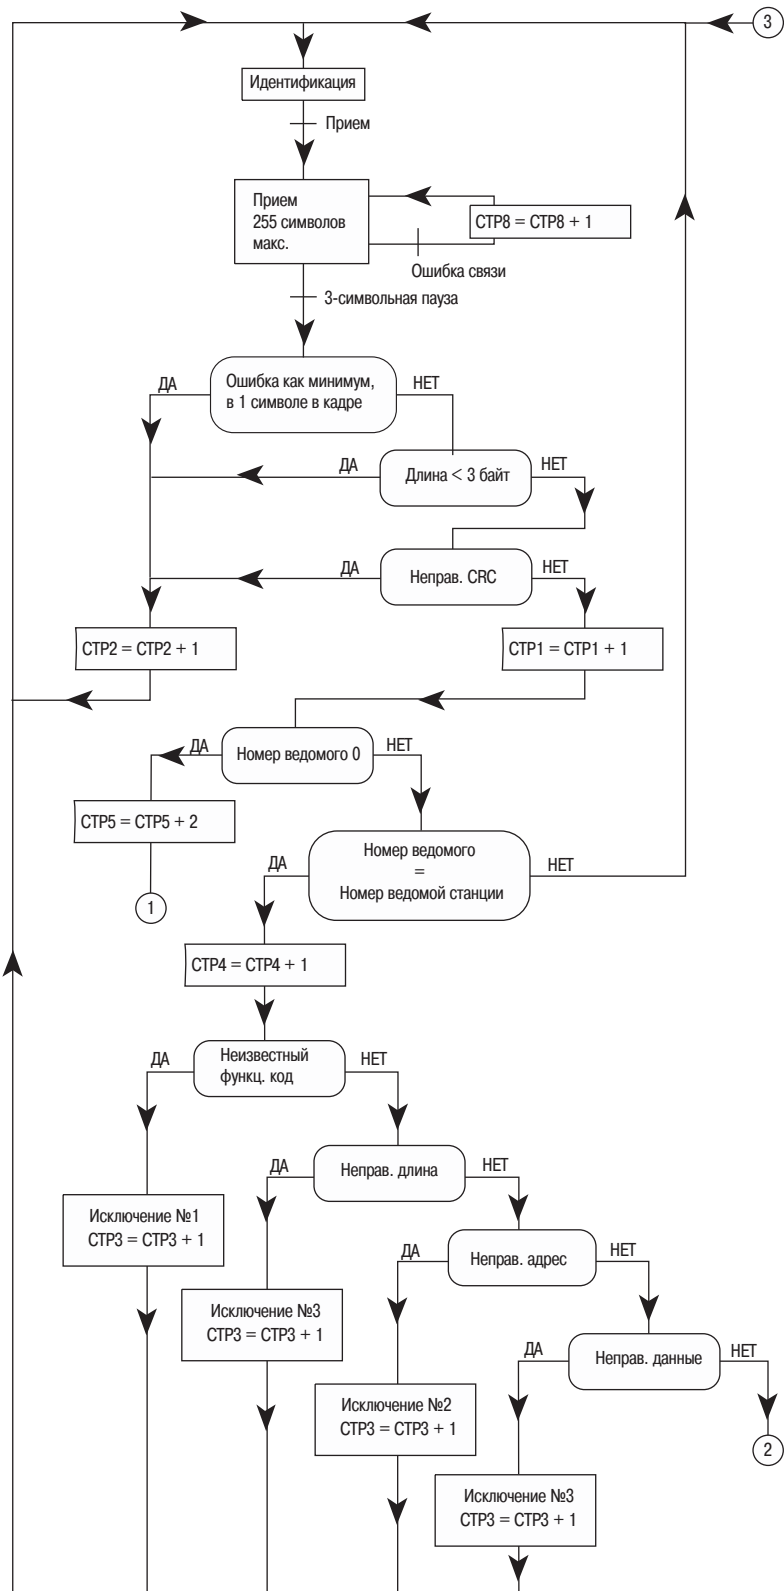 3
Идентификация
Прием
Прием
255 символов
макс.
СТР8 = СТР8 + 1
Ошибка связи
3-символьная пауза
ДА
Ошибка как минимум,
в 1 символе в кадре
НЕТ
ДА
Длина < 3 байт
НЕТ
ДА
Неправ. CRC
НЕТ
СТР2 = СТР2 + 1
СТР1 = СТР1 + 1
ДА
Номер ведомого 0
НЕТ
СТР5 = СТР5 + 2
ДА
Номер ведомого
=
Номер ведомой станции
НЕТ
1
СТР4 = СТР4 + 1
ДА
Неизвестный
функц. код
НЕТ
ДА
Неправ. длина
НЕТ
Исключение №1
СТР3 = СТР3 + 1
ДА
Неправ. адрес
НЕТ
Исключение №3
СТР3 = СТР3 + 1
ДА
Неправ. данные
НЕТ
Исключение №2
СТР3 = СТР3 + 1
2
Исключение №3
СТР3 = СТР3 + 1